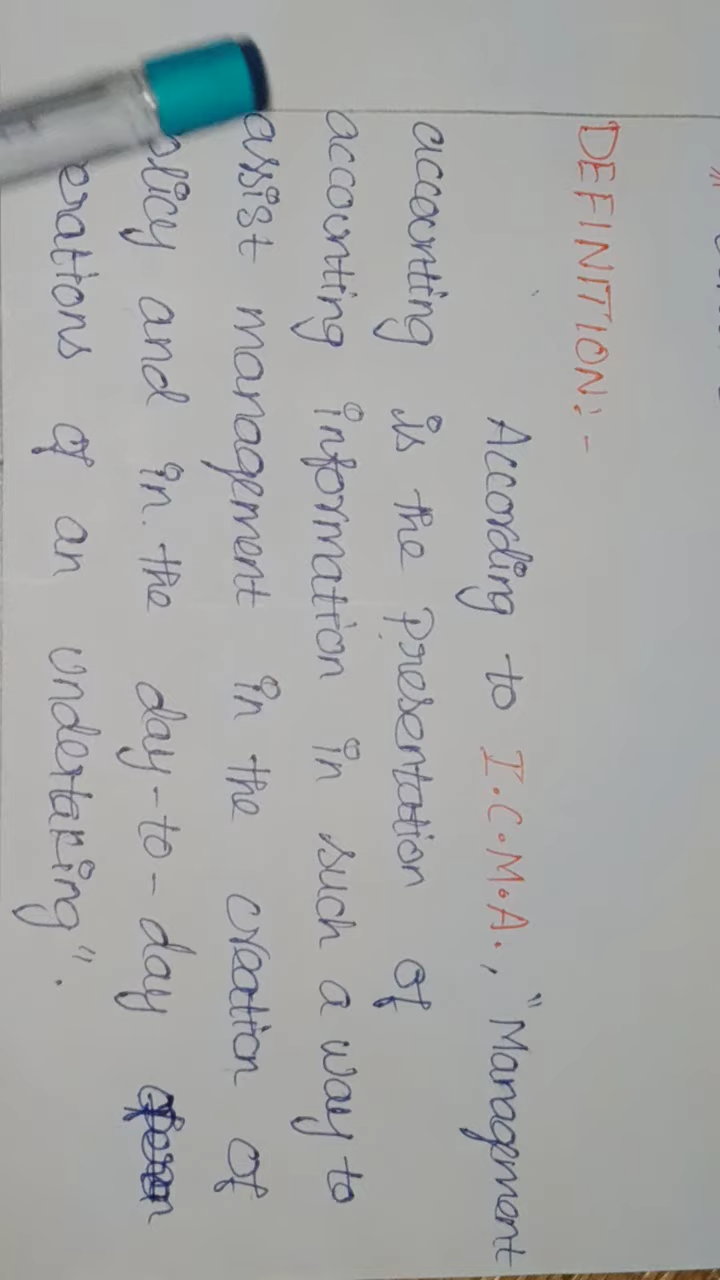 DEFINITION:-
According to I.C.M.A., "Management
accounting is the presentation of
accounting information in such a way to
assist management in the creation of
olicy and in the day-to-day
erations of an undertaking".